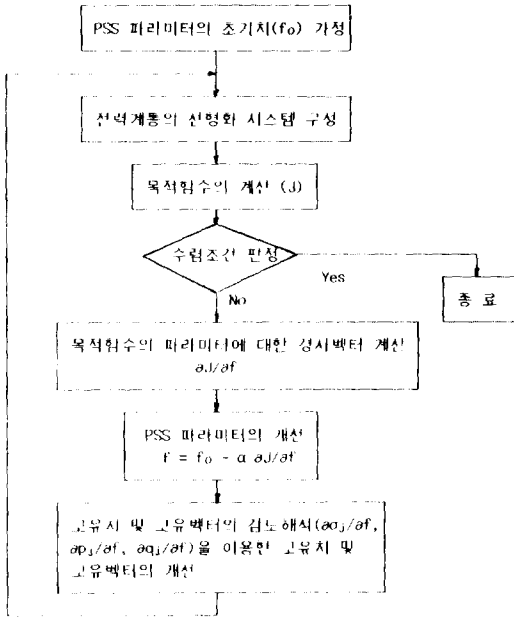 PSS 파라미터의 초기치(f₀) 가정
전력계통의 선형화 시스템 구성
목적함수의 계산 (J)
수렴조건 판정
Yes
No
종 료
목적함수의 파라미터에 대한 경사벡터 계산
∂J/∂f
PSS 파라미터의 개선
f = f₀ - α ∂J/∂f
고유치 및 고유벡터의 감도해석(∂σⱼ/∂f,
∂pⱼ/∂f, ∂qⱼ/∂f)을 이용한 고유치 및
고유벡터의 개선